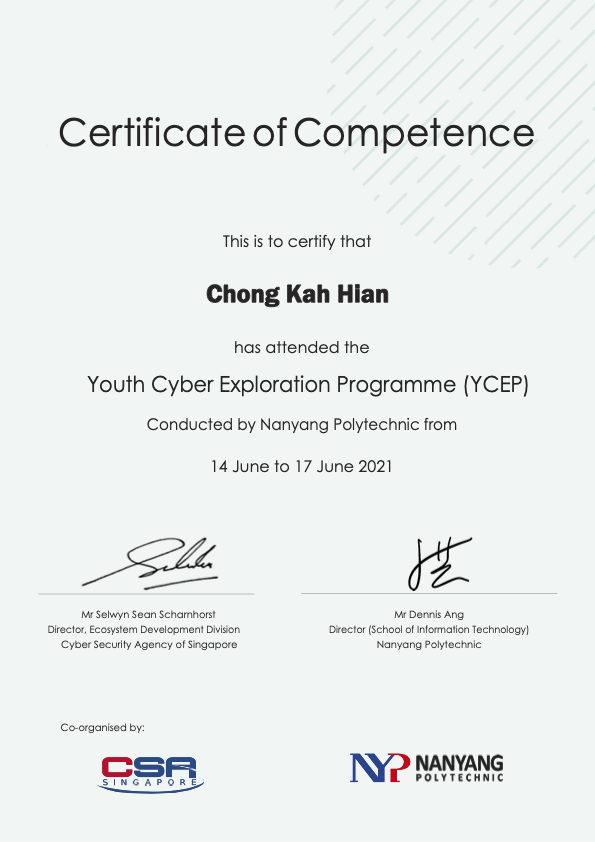 Certificate of Competence
This is to certify that
Chong Kah Hian
has attended the
Youth Cyber Exploration Programme (YCEP)
Conducted by Nanyang Polytechnic from
14 June to 17 June 2021
Mr Selwyn Sean Scharnhorst
Director, Ecosystem Development Division
Cyber Security Agency of Singapore
Mr Dennis Ang
Director (School of Information Technology)
Nanyang Polytechnic
Co-organised by:
CSA
SINGAPORE
NYP NANYANG
POLYTECHNIC